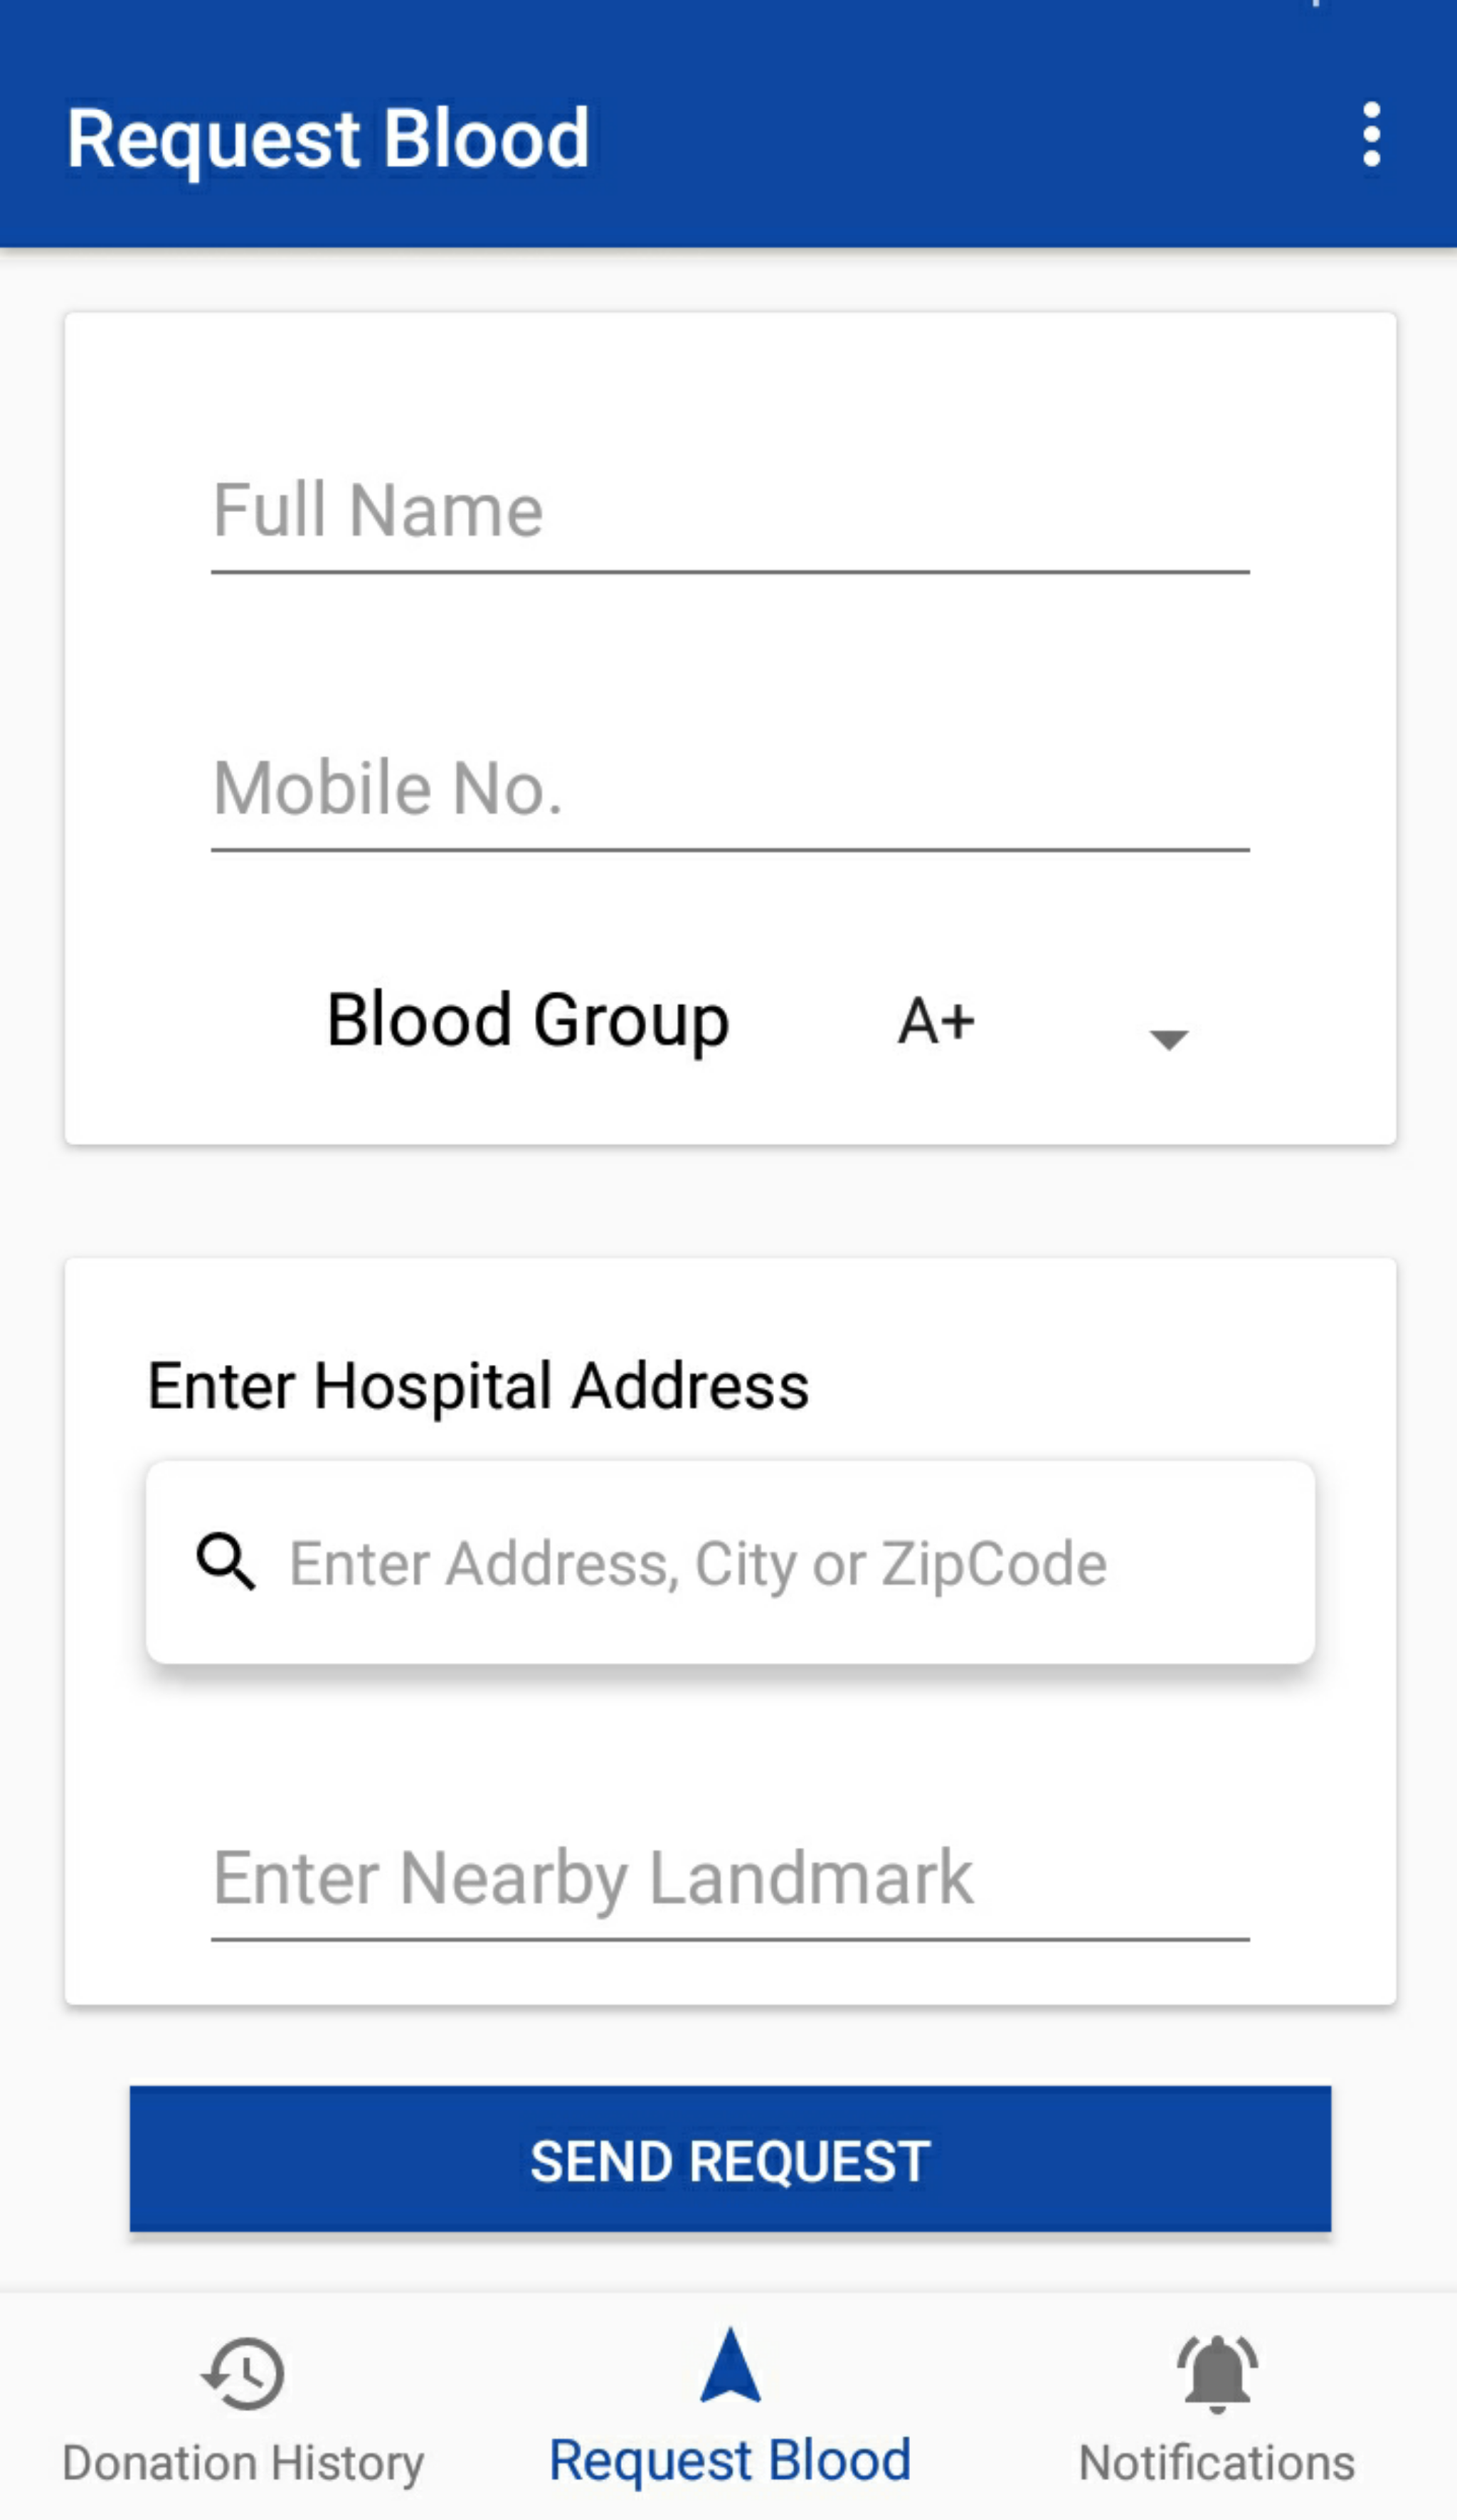 Request Blood
Full Name
Mobile No.
Blood Group A+
Enter Hospital Address
Enter Address, City or ZipCode
Enter Nearby Landmark
SEND REQUEST
Donation History Request Blood Notifications